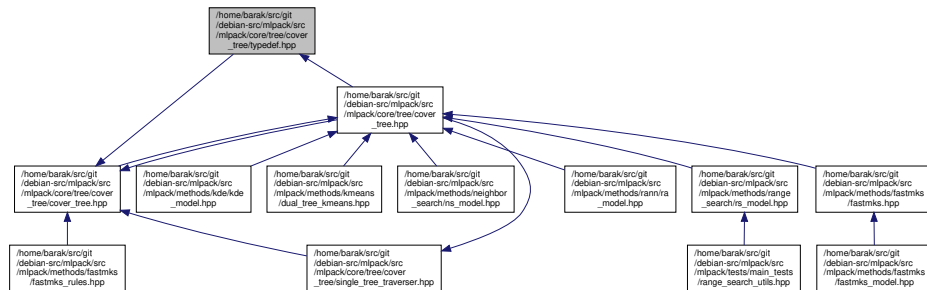 /home/barak/src/git
/debian-src/mlpack/src
/mlpack/core/tree/cover
_tree/typedef.hpp
/home/barak/src/git
/debian-src/mlpack/src
/mlpack/core/tree/cover
_tree.hpp
/home/barak/src/git
/debian-src/mlpack/src
/mlpack/core/tree/cover
_tree/cover_tree.hpp
/home/barak/src/git
/debian-src/mlpack/src
/mlpack/methods/kde/kde
_model.hpp
/home/barak/src/git
/debian-src/mlpack/src
/mlpack/methods/kmeans
/dual_tree_kmeans.hpp
/home/barak/src/git
/debian-src/mlpack/src
/mlpack/methods/neighbor
_search/ns_model.hpp
/home/barak/src/git
/debian-src/mlpack/src
/mlpack/methods/rann/ra
_model.hpp
/home/barak/src/git
/debian-src/mlpack/src
/mlpack/methods/range
_search/rs_model.hpp
/home/barak/src/git
/debian-src/mlpack/src
/mlpack/methods/fastmks
/fastmks.hpp
/home/barak/src/git
/debian-src/mlpack/src
/mlpack/methods/fastmks
/fastmks_rules.hpp
/home/barak/src/git
/debian-src/mlpack/src
/mlpack/core/tree/cover
_tree/single_tree_traverser.hpp
/home/barak/src/git
/debian-src/mlpack/src
/mlpack/tests/main_tests
/range_search_utils.hpp
/home/barak/src/git
/debian-src/mlpack/src
/mlpack/methods/fastmks
/fastmks_model.hpp